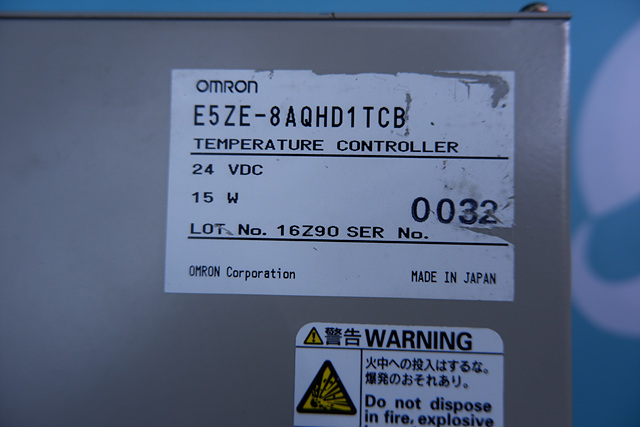 OMRON
E5ZE-8AQHD1TCB
TEMPERATURE CONTROLLER
24 VDC
15 W
0032
LOT No. 16Z90 SER No.
OMRON Corporation
MADE IN JAPAN
警告 WARNING
火中への投入はするな。
爆発のおそれあり。
Do not dispose
in fire, explosive